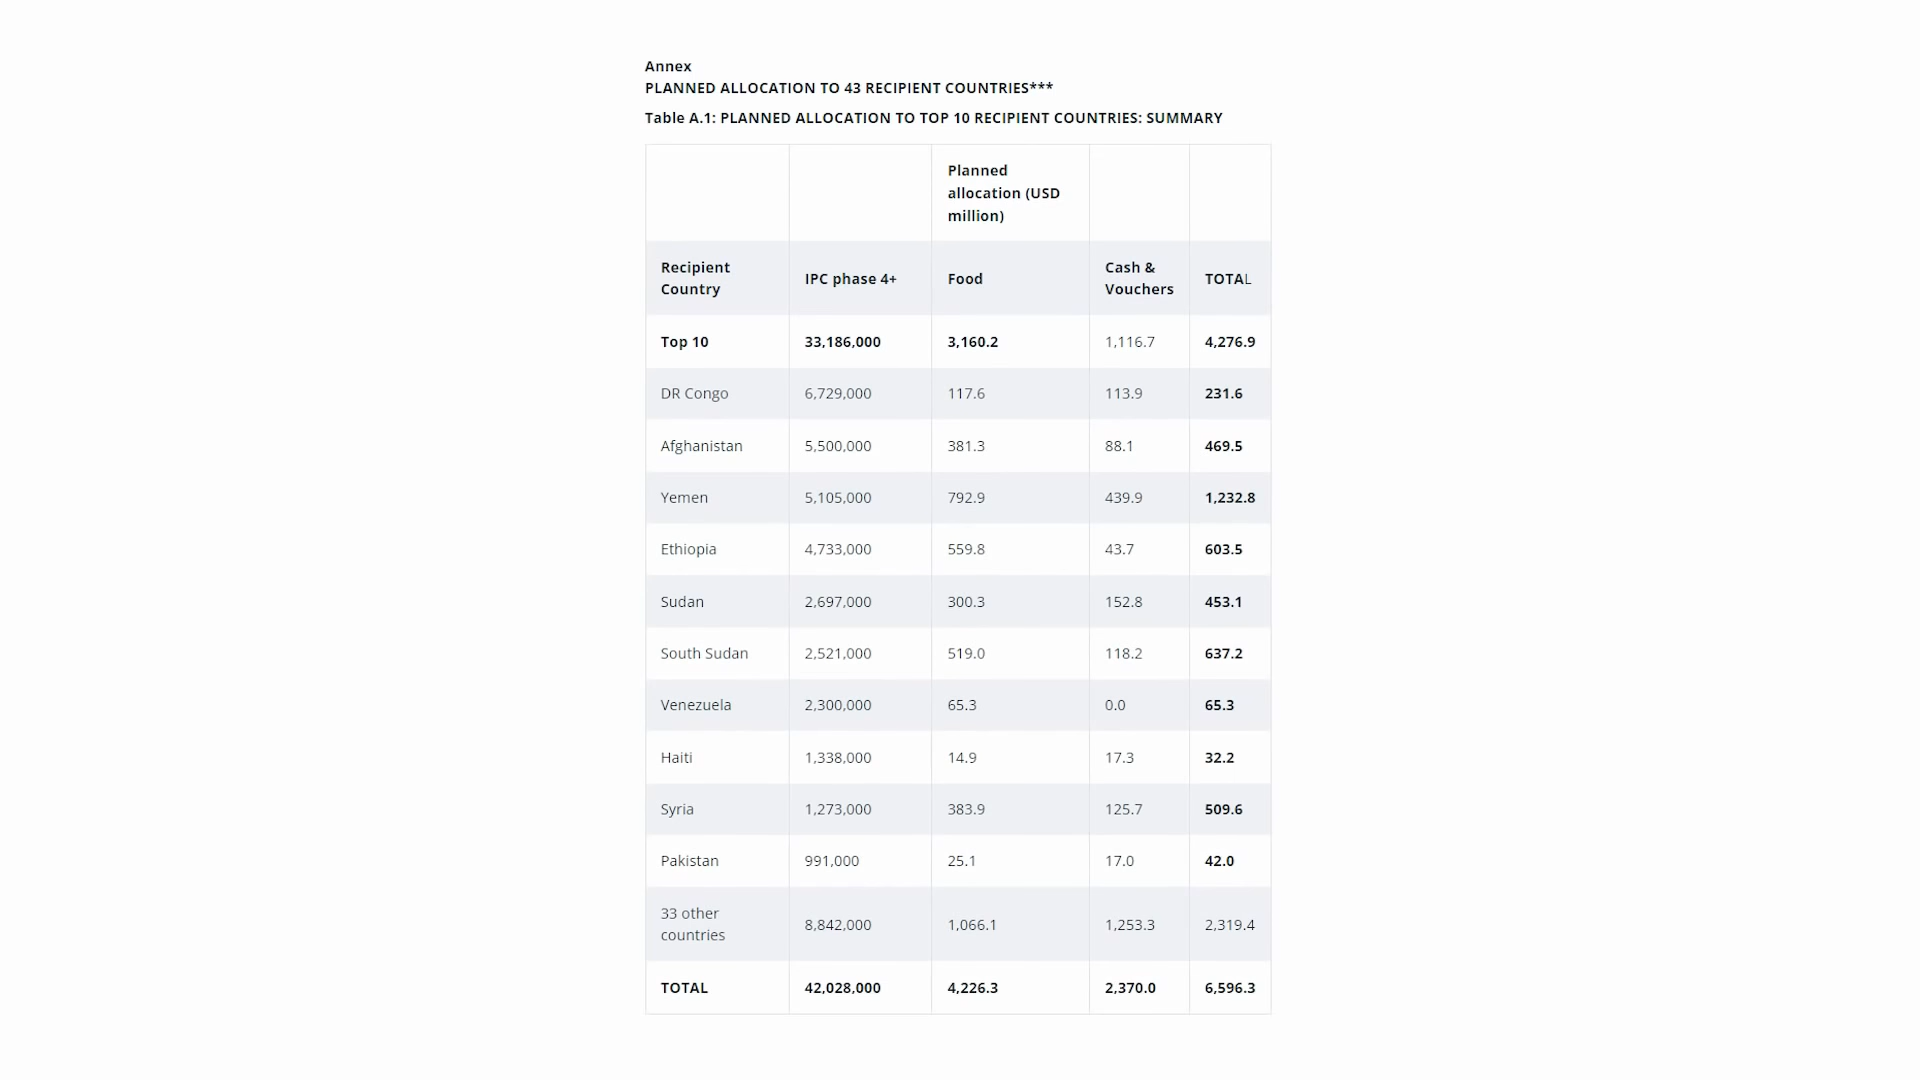 Annex
PLANNED ALLOCATION TO 43 RECIPIENT COUNTRIES***
Table A.1: PLANNED ALLOCATION TO TOP 10 RECIPIENT COUNTRIES: SUMMARY
Planned
allocation (USD
million)
Recipient
Country
IPC phase 4+
Food
Cash &
Vouchers
TOTAL
Top 10 33,186,000 3,160.2 1,116.7 4,276.9
DR Congo 6,729,000 117.6 113.9 231.6
Afghanistan 5,500,000 381.3 88.1 469.5
Yemen 5,105,000 792.9 439.9 1,232.8
Ethiopia 4,733,000 559.8 43.7 603.5
Sudan 2,697,000 300.3 152.8 453.1
South Sudan 2,521,000 519.0 118.2 637.2
Venezuela 2,300,000 65.3 0.0 65.3
Haiti 1,338,000 14.9 17.3 32.2
Syria 1,273,000 383.9 125.7 509.6
Pakistan 991,000 25.1 17.0 42.0
33 other
countries
8,842,000 1,066.1 1,253.3 2,319.4
TOTAL 42,028,000 4,226.3 2,370.0 6,596.3